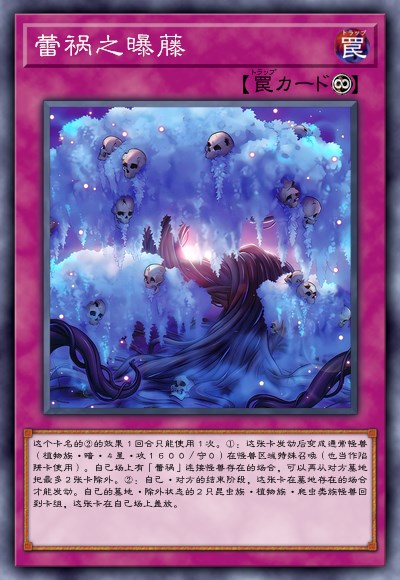 蕾祸之曝藤
トラップ
罠
トラップ
【罠カード】
这个卡名的②的效果1回合只能使用1次。①：这张卡发动后变成通常怪兽
（植物族·暗·4星·攻1600／守0）在怪兽区域特殊召唤（也当作陷
阱卡使用）。自己场上有「蕾祸」连接怪兽存在的场合，可以再从对方墓地
把最多2张卡除外。②：自己·对方的结束阶段，这张卡在墓地存在的场合
才能发动。自己的墓地·除外状态的2只昆虫族·植物族·爬虫类族怪兽回
到卡组，这张卡在自己场上盖放。